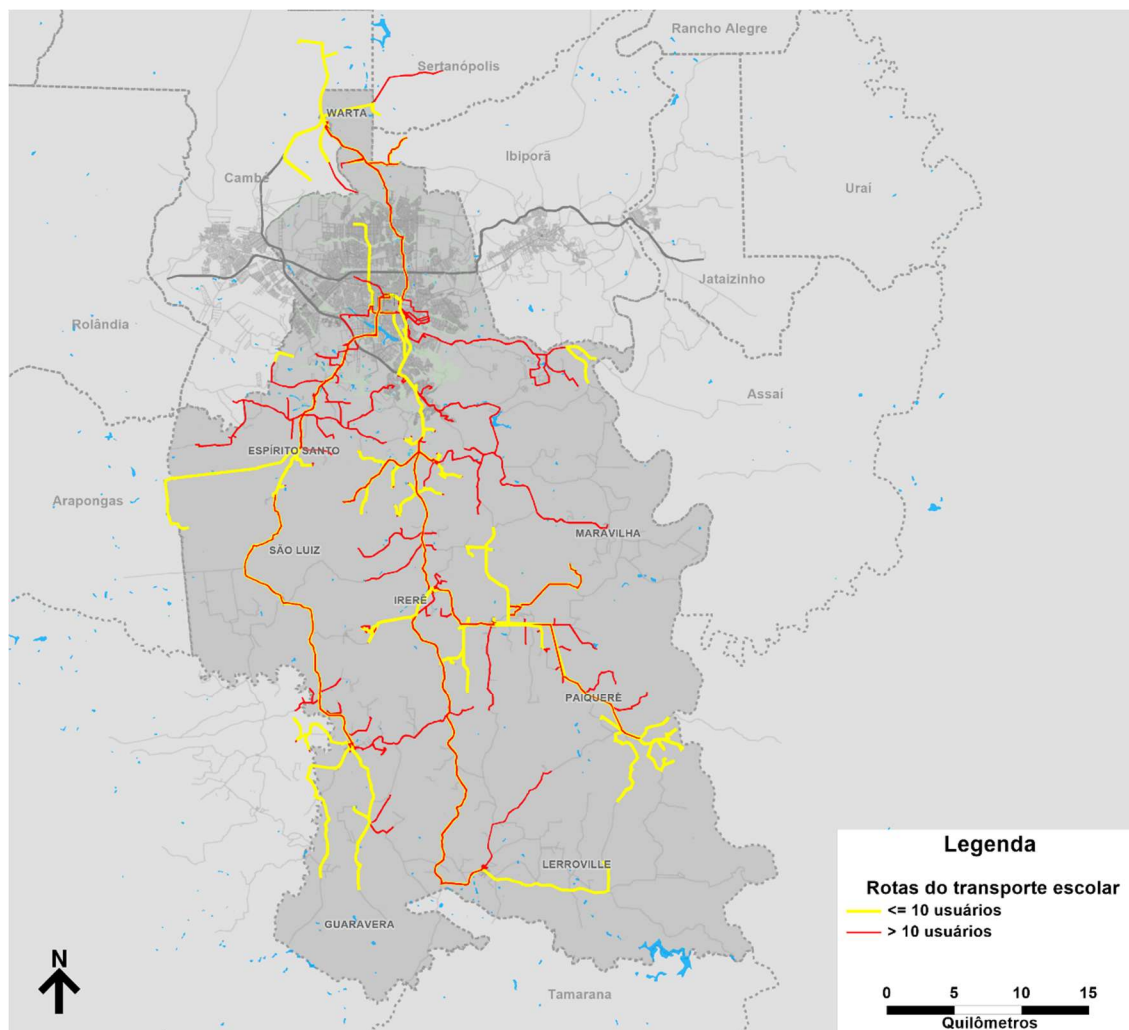 Rancho Alegre
Sertanópolis
WARTA
Ibiporã
Cambé
Uraí
Jataizinho
Rolândia
Assaí
ESPÍRITO SANTO
Arapongas
MARAVILHA
SÃO LUIZ
IRERÊ
PAIQUERÊ
LERROVILLE
GUARAVERA
Tamarana
N
Legenda
Rotas do transporte escolar
<= 10 usuários
> 10 usuários
0 5 10 15
Quilômetros